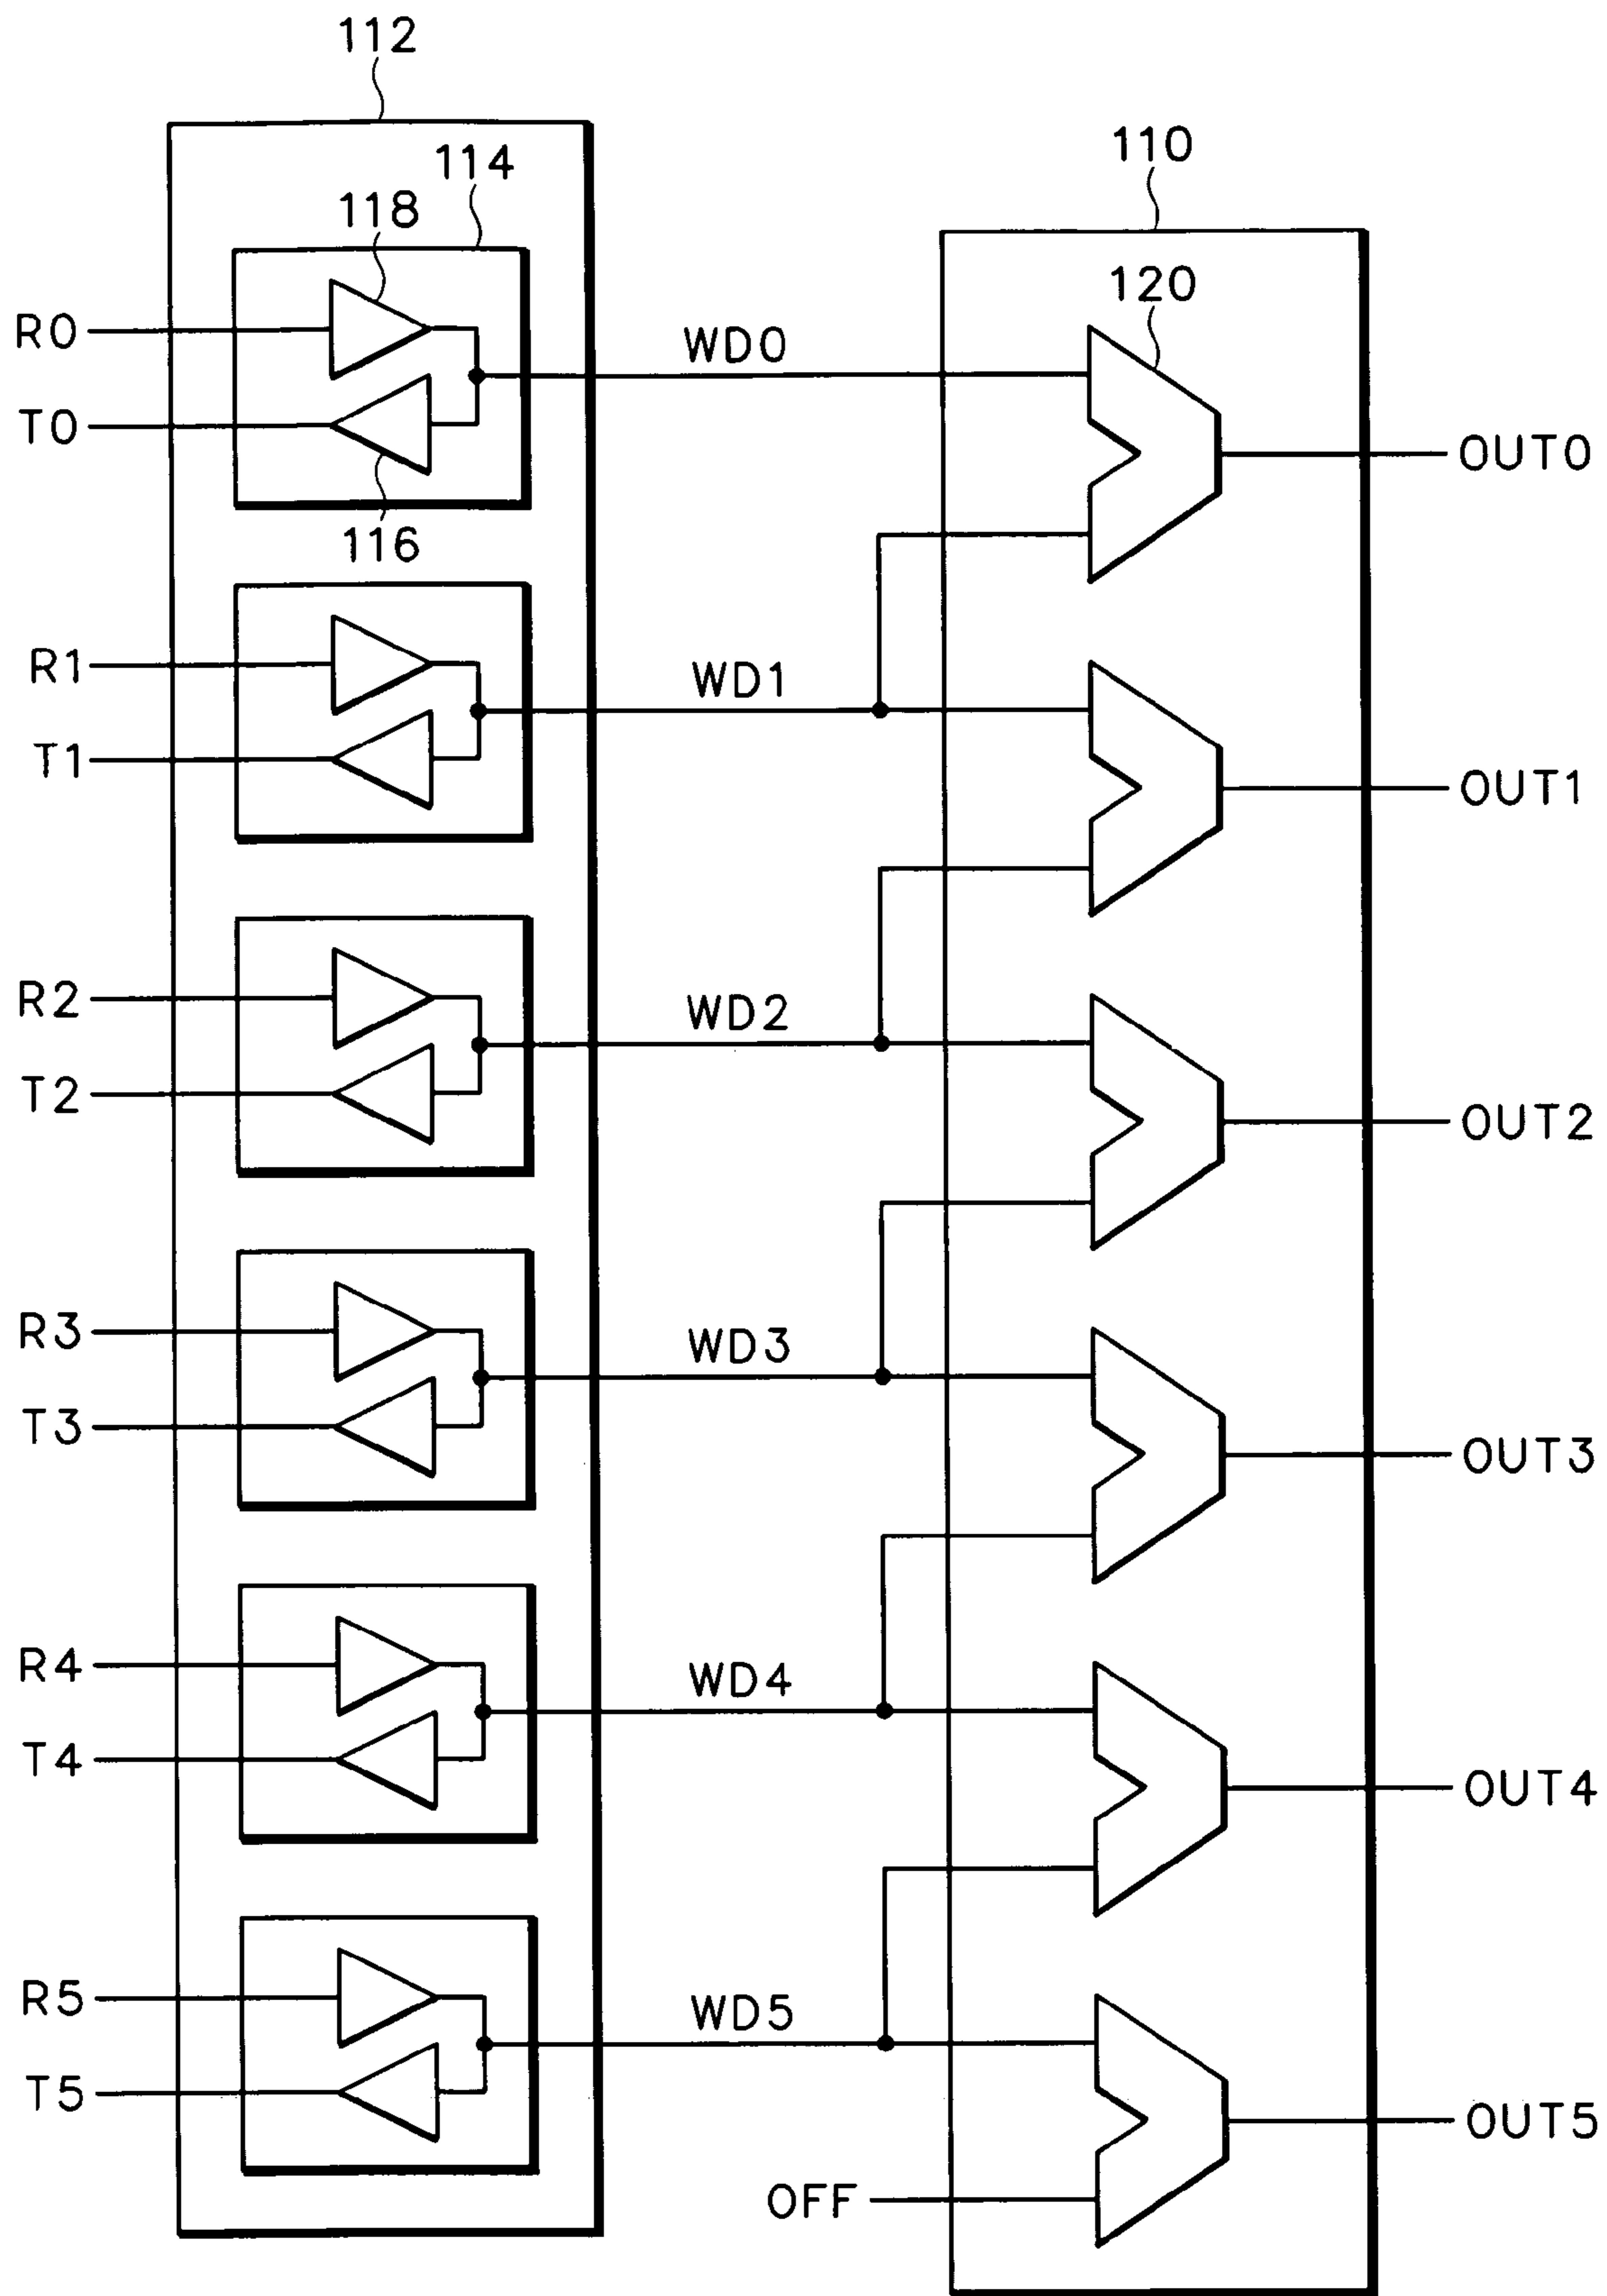 112
114
110
118
120
R0
WD0
T0
OUT0
116
R1
WD1
T1
OUT1
R2
WD2
T2
OUT2
R3
WD3
T3
OUT3
R4
WD4
T4
OUT4
R5
WD5
T5
OUT5
OFF